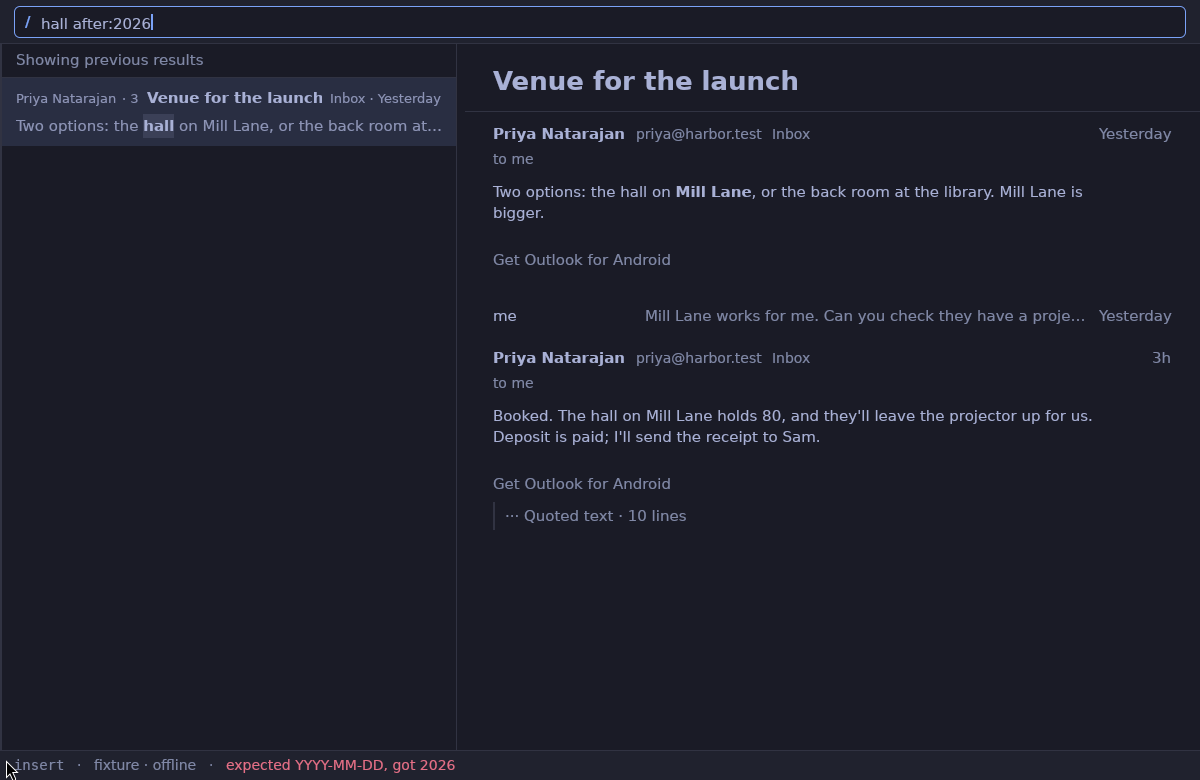 / hall after:2026
Showing previous results
Priya Natarajan · 3 Venue for the launch Inbox · Yesterday
Two options: the hall on Mill Lane, or the back room at…
Venue for the launch
Priya Natarajan priya@harbor.test Inbox Yesterday
to me
Two options: the hall on Mill Lane, or the back room at the library. Mill Lane is
bigger.
Get Outlook for Android
me Mill Lane works for me. Can you check they have a proje… Yesterday
Priya Natarajan priya@harbor.test Inbox 3h
to me
Booked. The hall on Mill Lane holds 80, and they'll leave the projector up for us.
Deposit is paid; I'll send the receipt to Sam.
Get Outlook for Android
··· Quoted text · 10 lines
insert · fixture · offline · expected YYYY-MM-DD, got 2026